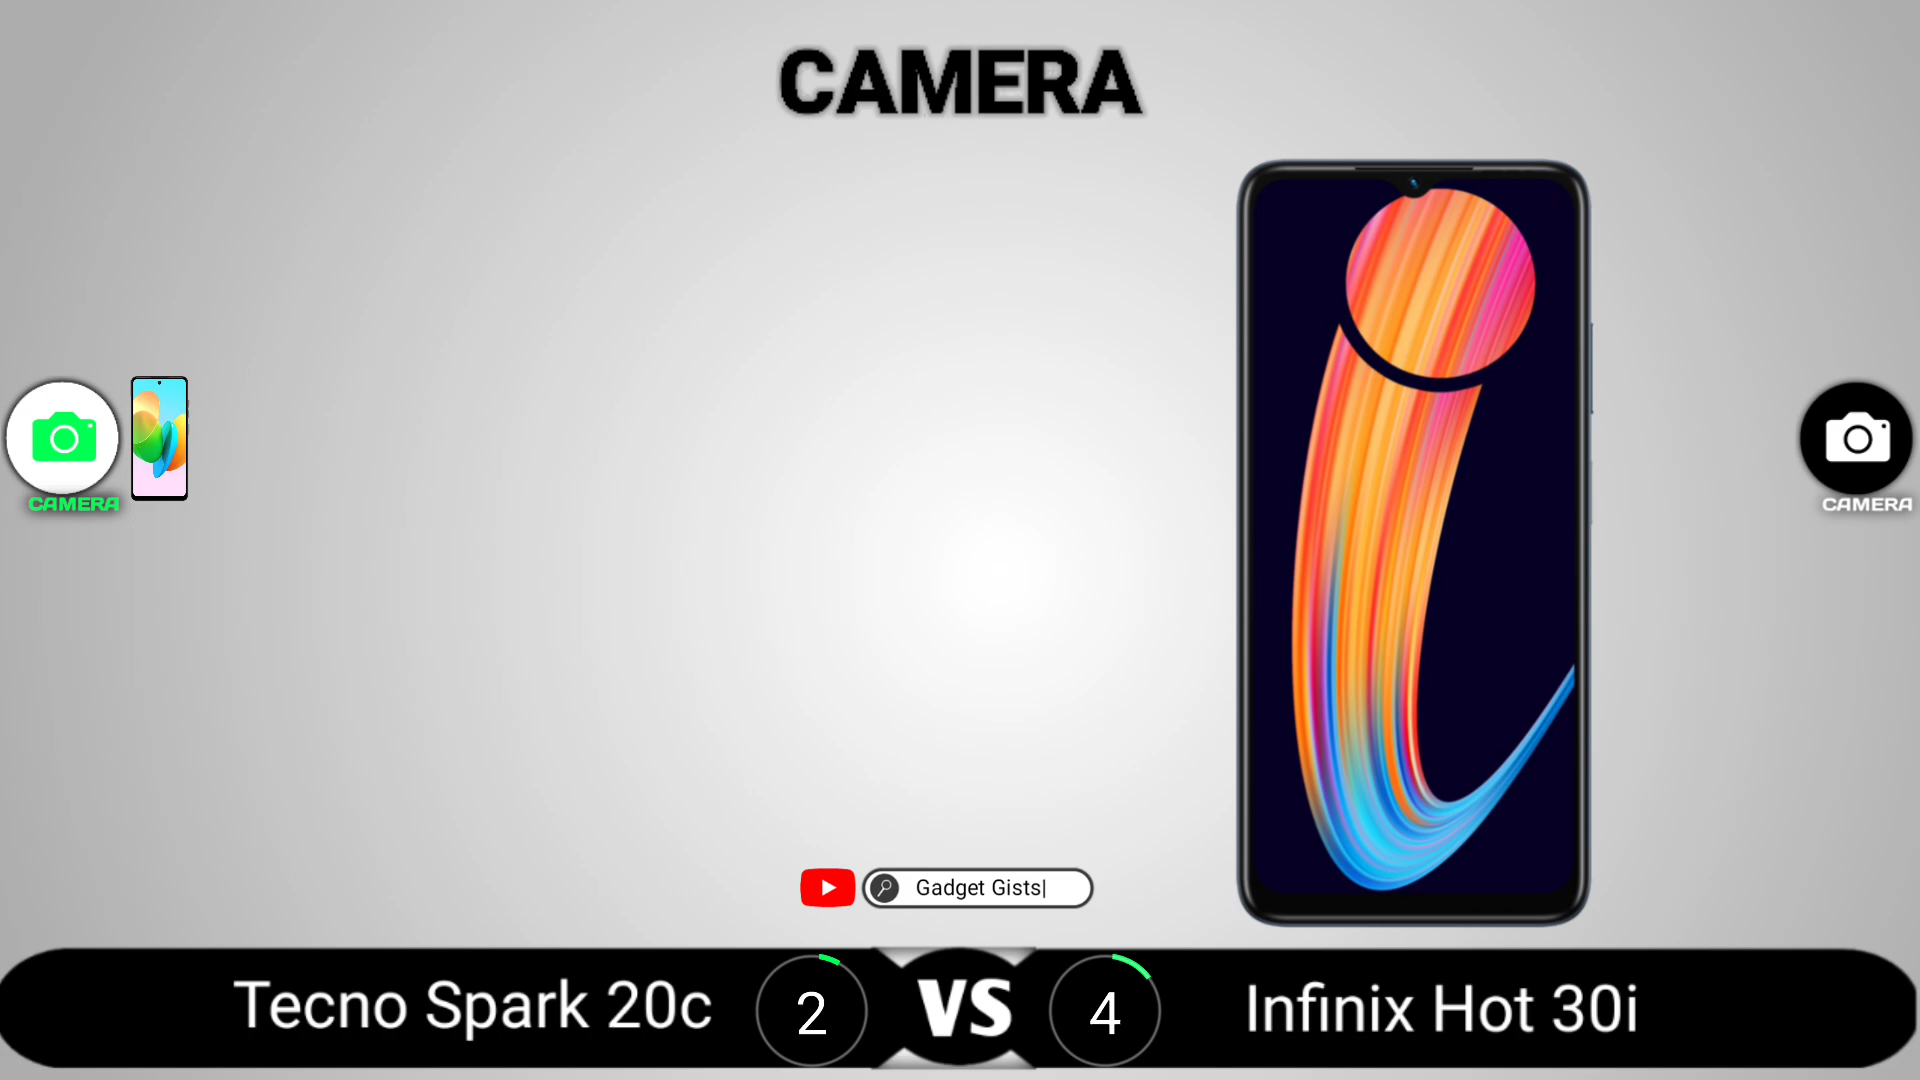 CAMERA
CAMERA
CAMERA
Gadget Gists|
Tecno Spark 20c
2
VS
4
Infinix Hot 30i